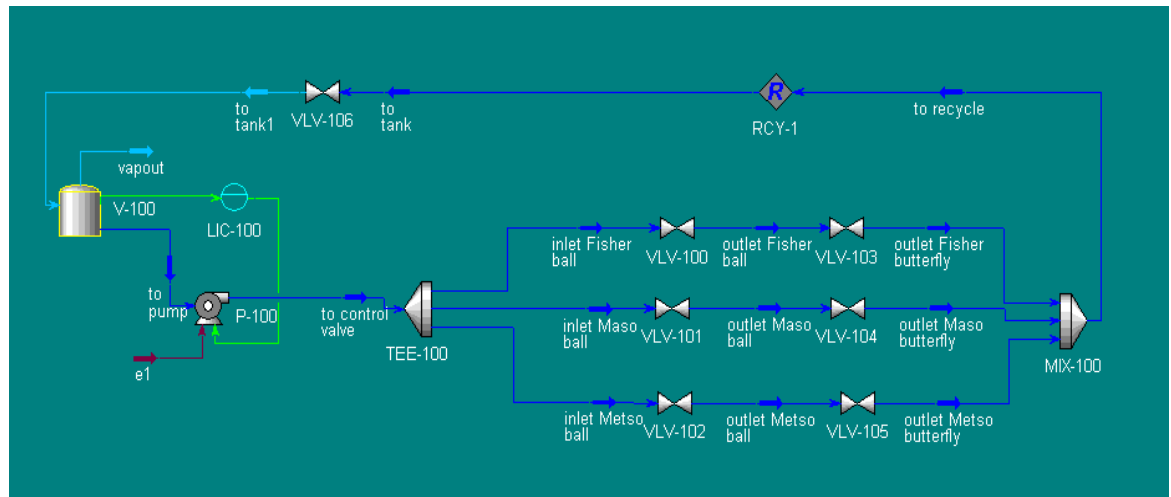 to
tank1
VLV-106
to
tank
R
RCY-1
to recycle
vapout
V-100
LIC-100
to
pump
P-100
e1
to control
valve
TEE-100
inlet Fisher
ball
VLV-100
outlet Fisher
ball
VLV-103
outlet Fisher
butterfly
inlet Maso
ball
VLV-101
outlet Maso
ball
VLV-104
outlet Maso
butterfly
MIX-100
inlet Metso
ball
VLV-102
outlet Metso
ball
VLV-105
outlet Metso
butterfly